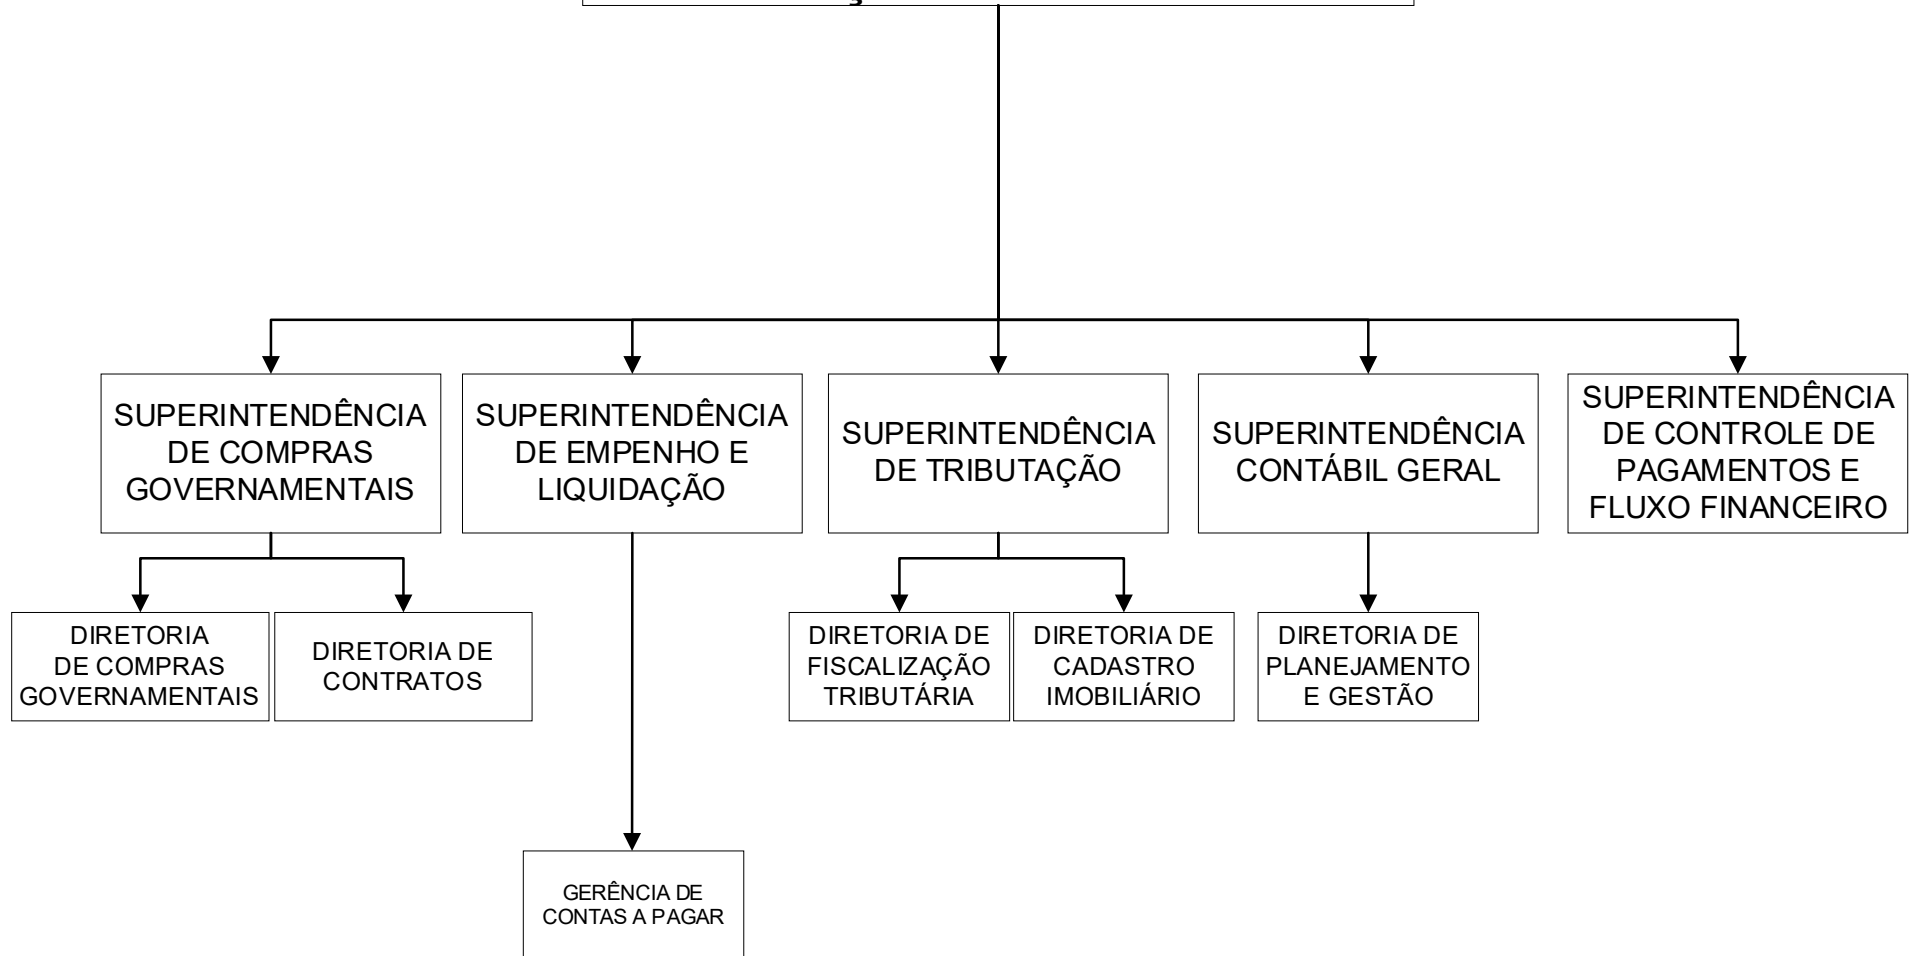 SUPERINTENDÊNCIA
DE COMPRAS
GOVERNAMENTAIS
SUPERINTENDÊNCIA
DE EMPENHO E
LIQUIDAÇÃO
SUPERINTENDÊNCIA
DE TRIBUTAÇÃO
SUPERINTENDÊNCIA
CONTÁBIL GERAL
SUPERINTENDÊNCIA
DE CONTROLE DE
PAGAMENTOS E
FLUXO FINANCEIRO
DIRETORIA
DE COMPRAS
GOVERNAMENTAIS
DIRETORIA DE
CONTRATOS
DIRETORIA DE
FISCALIZAÇÃO
TRIBUTÁRIA
DIRETORIA DE
CADASTRO
IMOBILIÁRIO
DIRETORIA DE
PLANEJAMENTO
E GESTÃO
GERÊNCIA DE
CONTAS A PAGAR